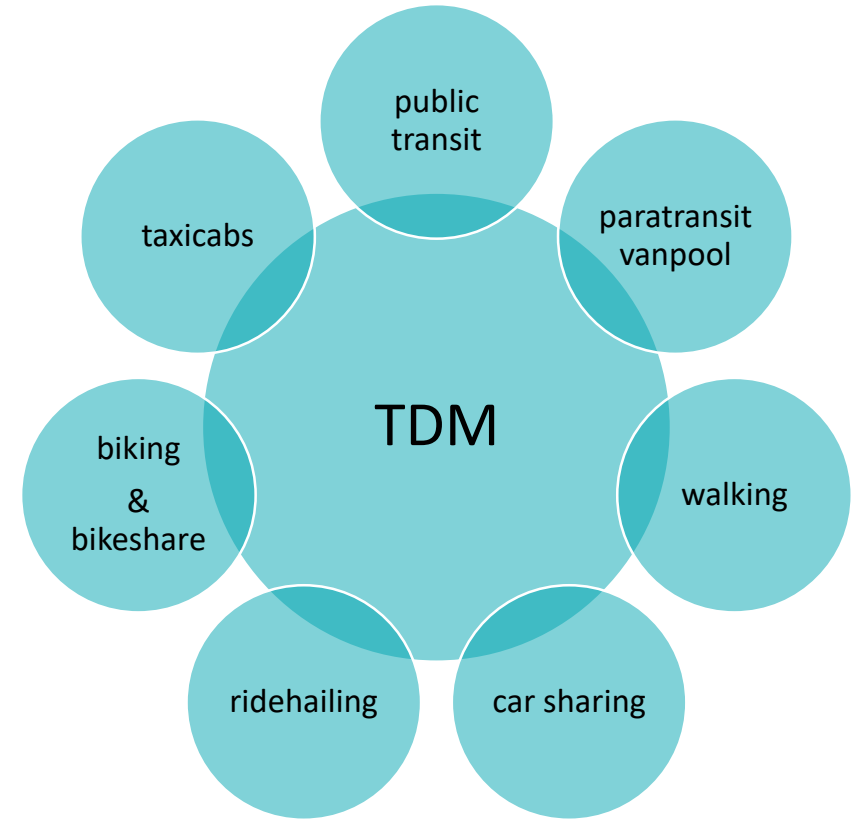 public
transit
paratransit
vanpool
walking
car sharing
ridehailing
biking
&
bikeshare
taxicabs
TDM